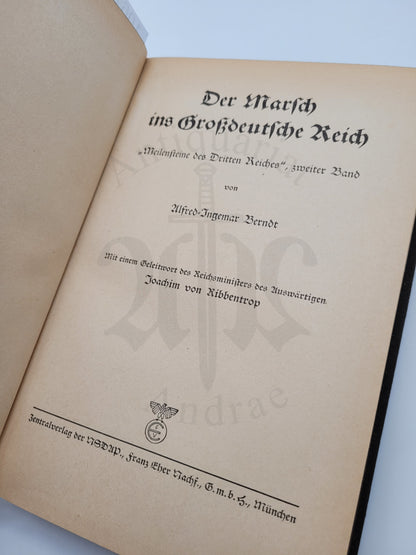 Der Marsch
ins Großdeutsche Reich
„Meilensteine des Dritten Reiches“, zweiter Band
von
Alfred-Ingemar Berndt
Mit einem Geleitwort des Reichsministers des Auswärtigen
Joachim von Ribbentrop
Zentralverlag der NSDAP., Franz Eher Nachf., G.m.b.H., München
Antiquariat
Andrae